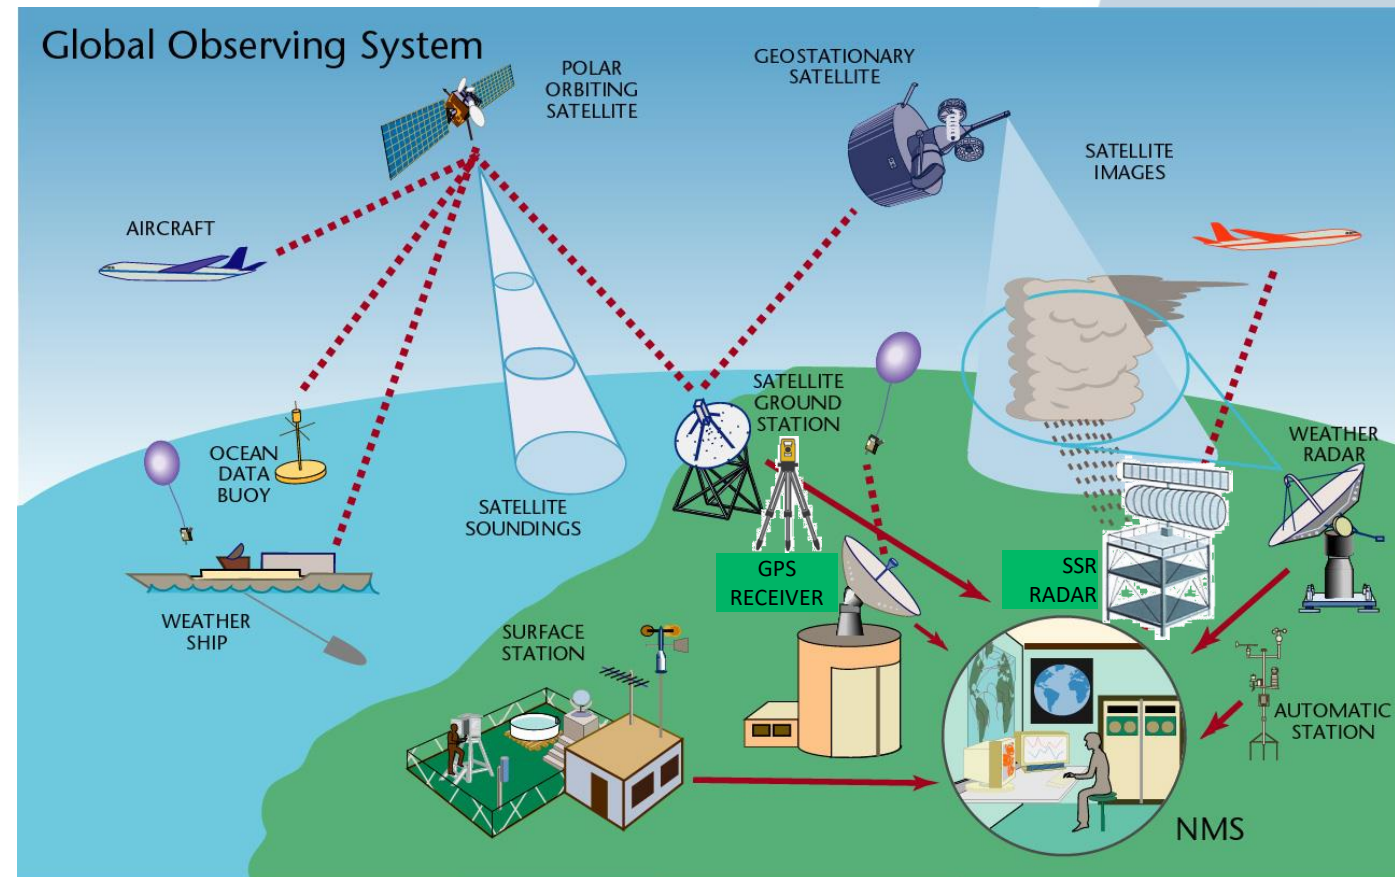 Global Observing System
POLAR
ORBITING
SATELLITE
GEOSTATIONARY
SATELLITE
SATELLITE
IMAGES
AIRCRAFT
SATELLITE
GROUND
STATION
OCEAN
DATA
BUOY
WEATHER
RADAR
SATELLITE
SOUNDINGS
GPS
RECEIVER
SSR
RADAR
WEATHER
SHIP
SURFACE
STATION
AUTOMATIC
STATION
NMS